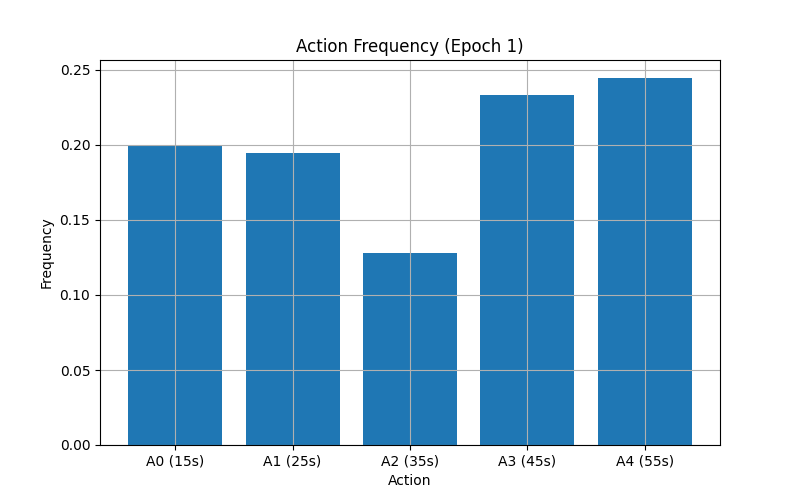 Action Frequency (Epoch 1)
0.25
0.20
0.15
0.10
0.05
0.00
Frequency
A0 (15s) A1 (25s) A2 (35s) A3 (45s) A4 (55s)
Action